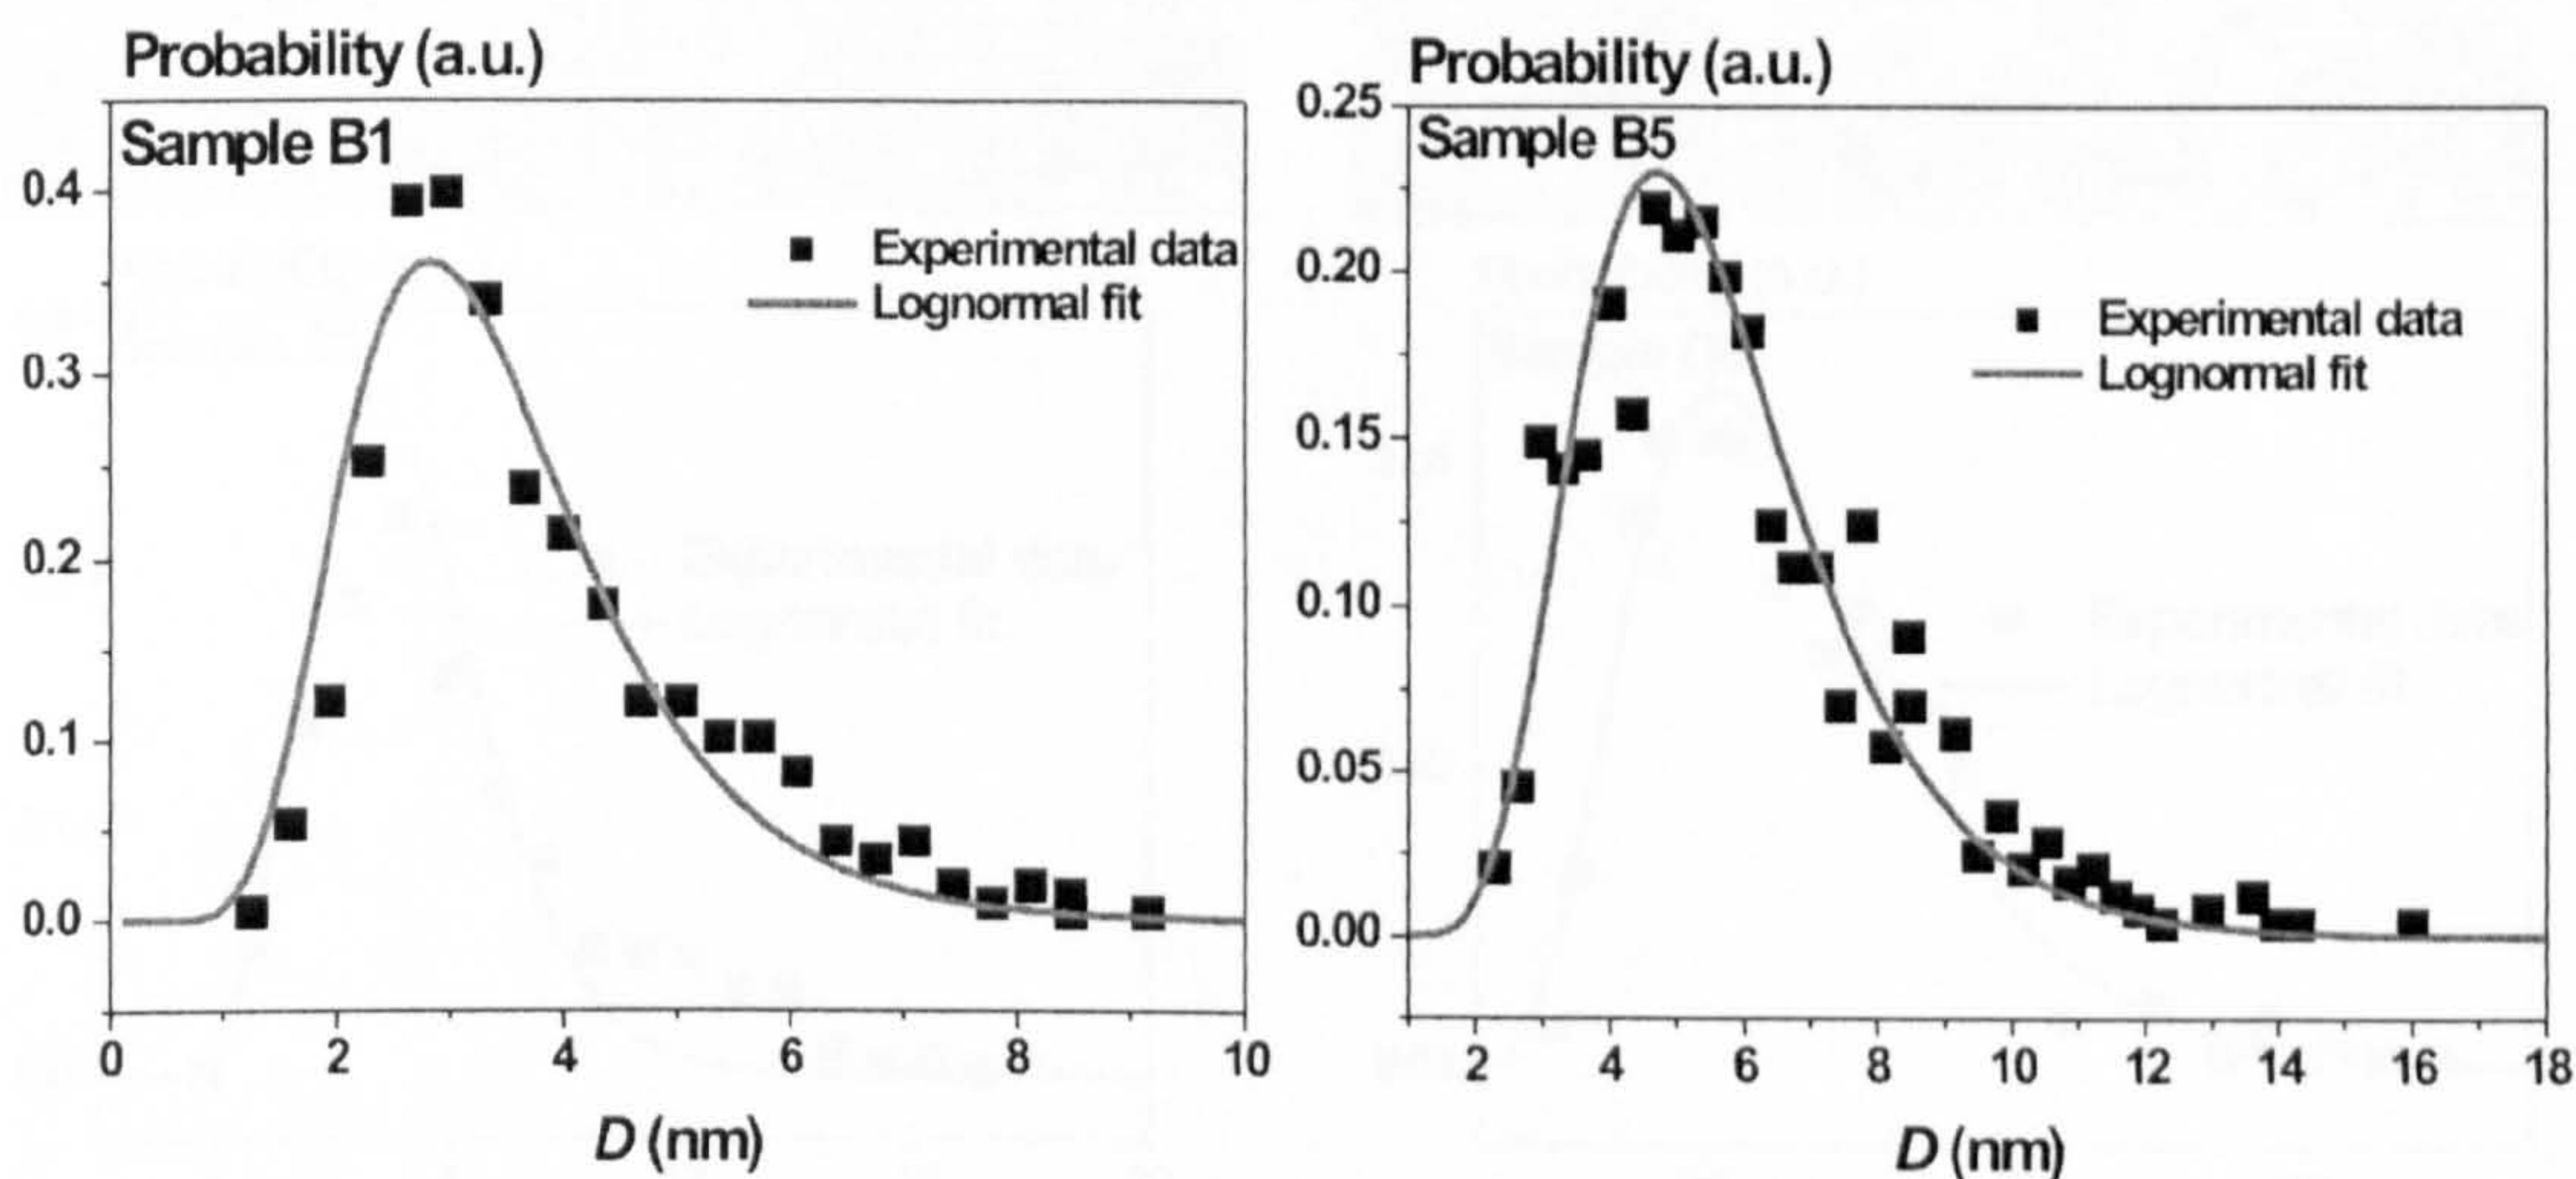 Probability (a.u.)
Sample B1
0.4
0.3
0.2
0.1
0.0
Experimental data
Lognormal fit
0 2 4 6 8 10
D (nm)
Probability (a.u.)
0.25
Sample B5
0.20
0.15
0.10
0.05
0.00
Experimental data
Lognormal fit
2 4 6 8 10 12 14 16 18
D (nm)